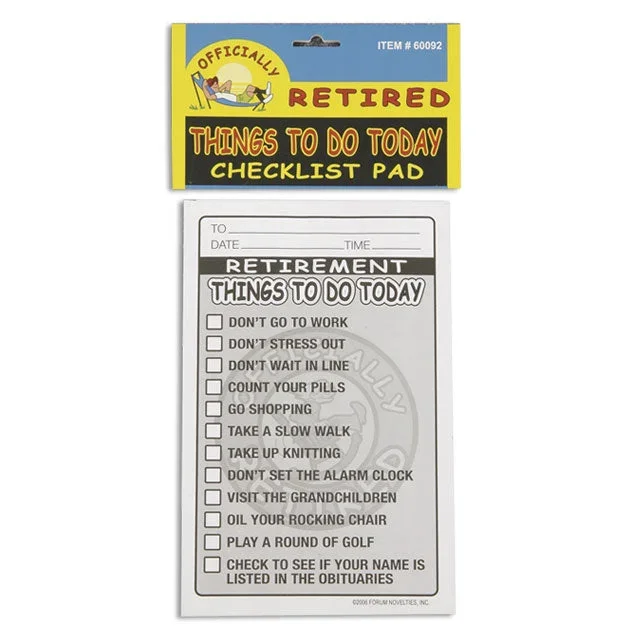 ITEM # 60092
OFFICIALLY
RETIRED
THINGS TO DO TODAY
CHECKLIST PAD
TO
DATE TIME
RETIREMENT
THINGS TO DO TODAY
DON'T GO TO WORK
DON'T STRESS OUT
DON'T WAIT IN LINE
COUNT YOUR PILLS
GO SHOPPING
TAKE A SLOW WALK
TAKE UP KNITTING
DON'T SET THE ALARM CLOCK
VISIT THE GRANDCHILDREN
OIL YOUR ROCKING CHAIR
PLAY A ROUND OF GOLF
CHECK TO SEE IF YOUR NAME IS
LISTED IN THE OBITUARIES
OFFICIALLY
RETIRED
©2006 FORUM NOVELTIES, INC.